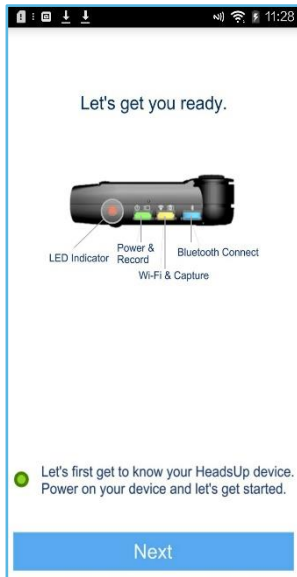 11:28
Let's get you ready.
LED Indicator
Power &
Record
Wi-Fi & Capture
Bluetooth Connect
Let's first get to know your HeadsUp device.
Power on your device and let's get started.
Next